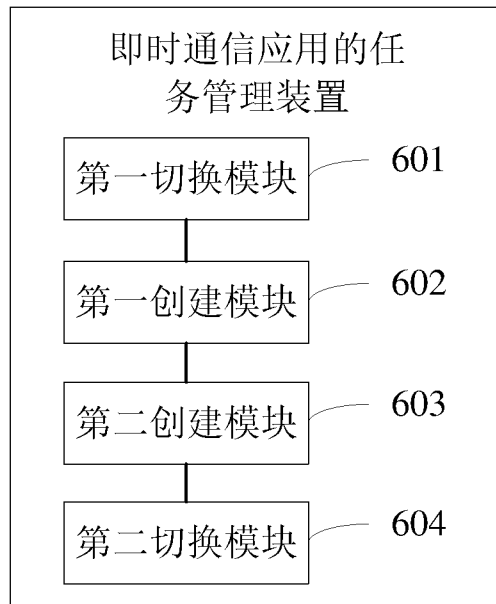 即时通信应用的任
务管理装置
第一切换模块
601
第一创建模块
602
第二创建模块
603
第二切换模块
604